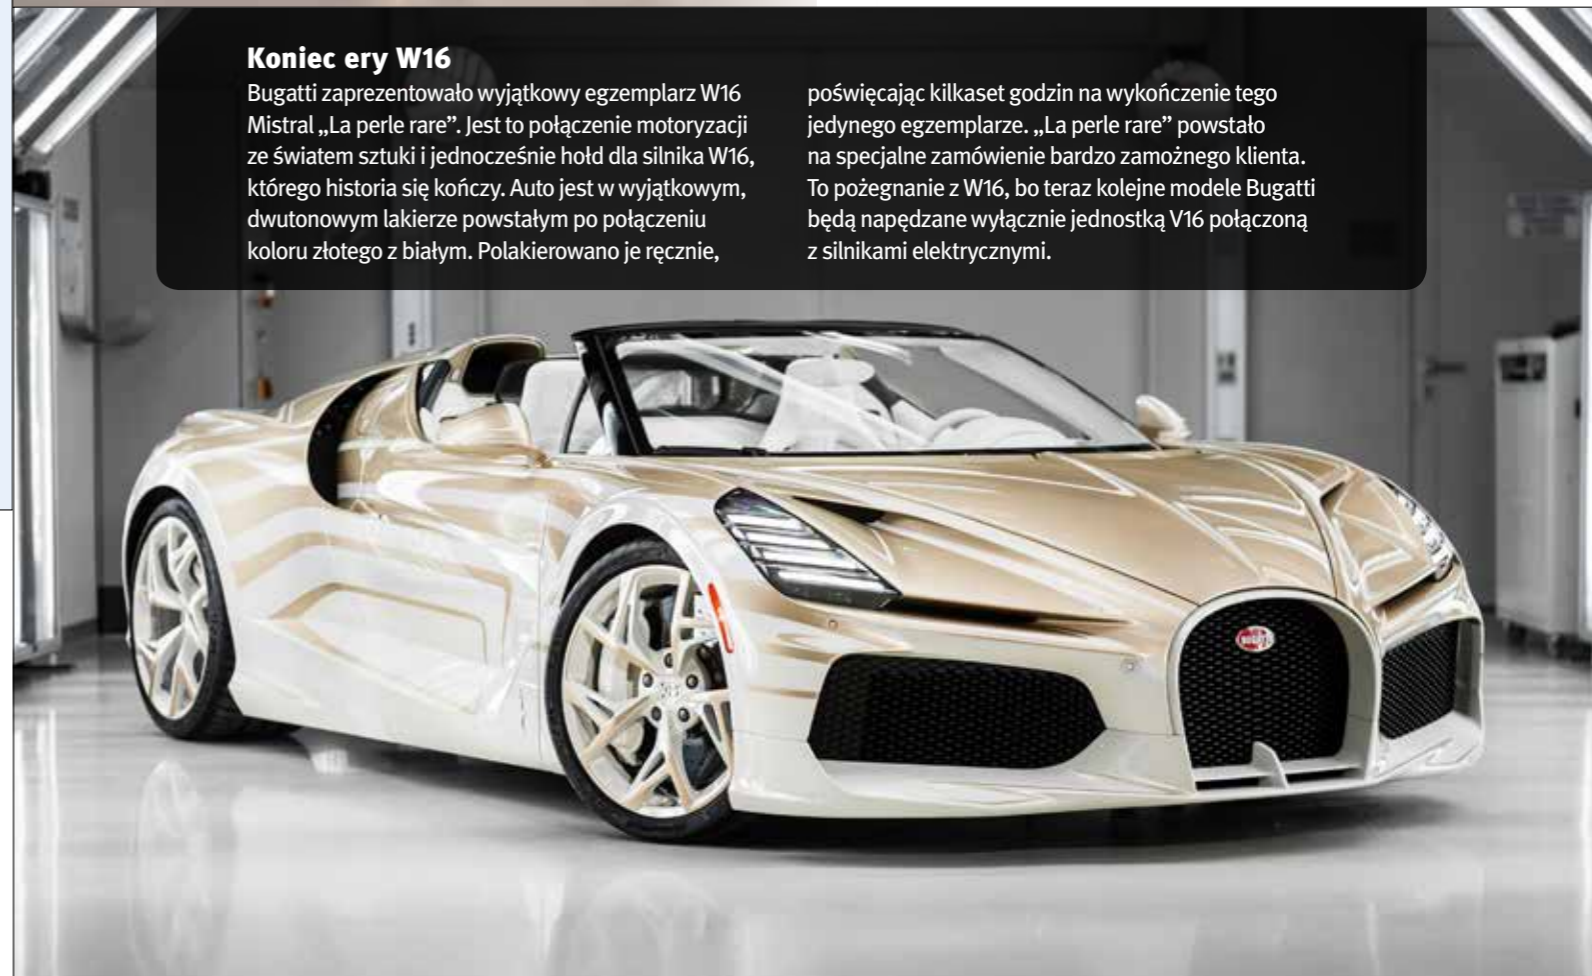 Koniec ery W16
Bugatti zaprezentowało wyjątkowy egzemplarz W16
Mistral „La perle rare”. Jest to połączenie motoryzacji
ze światem sztuki i jednocześnie hołd dla silnika W16,
którego historia się kończy. Auto jest w wyjątkowym,
dwutonowym lakierze powstałym po połączeniu
koloru złotego z białym. Polakierowano je ręcznie,
poświęcając kilkaset godzin na wykończenie tego
jedynego egzemplarze. „La perle rare” powstało
na specjalne zamówienie bardzo zamożnego klienta.
To pożegnanie z W16, bo teraz kolejne modele Bugatti
będą napędzane wyłącznie jednostką V16 połączoną
z silnikami elektrycznymi.
BUGATTI